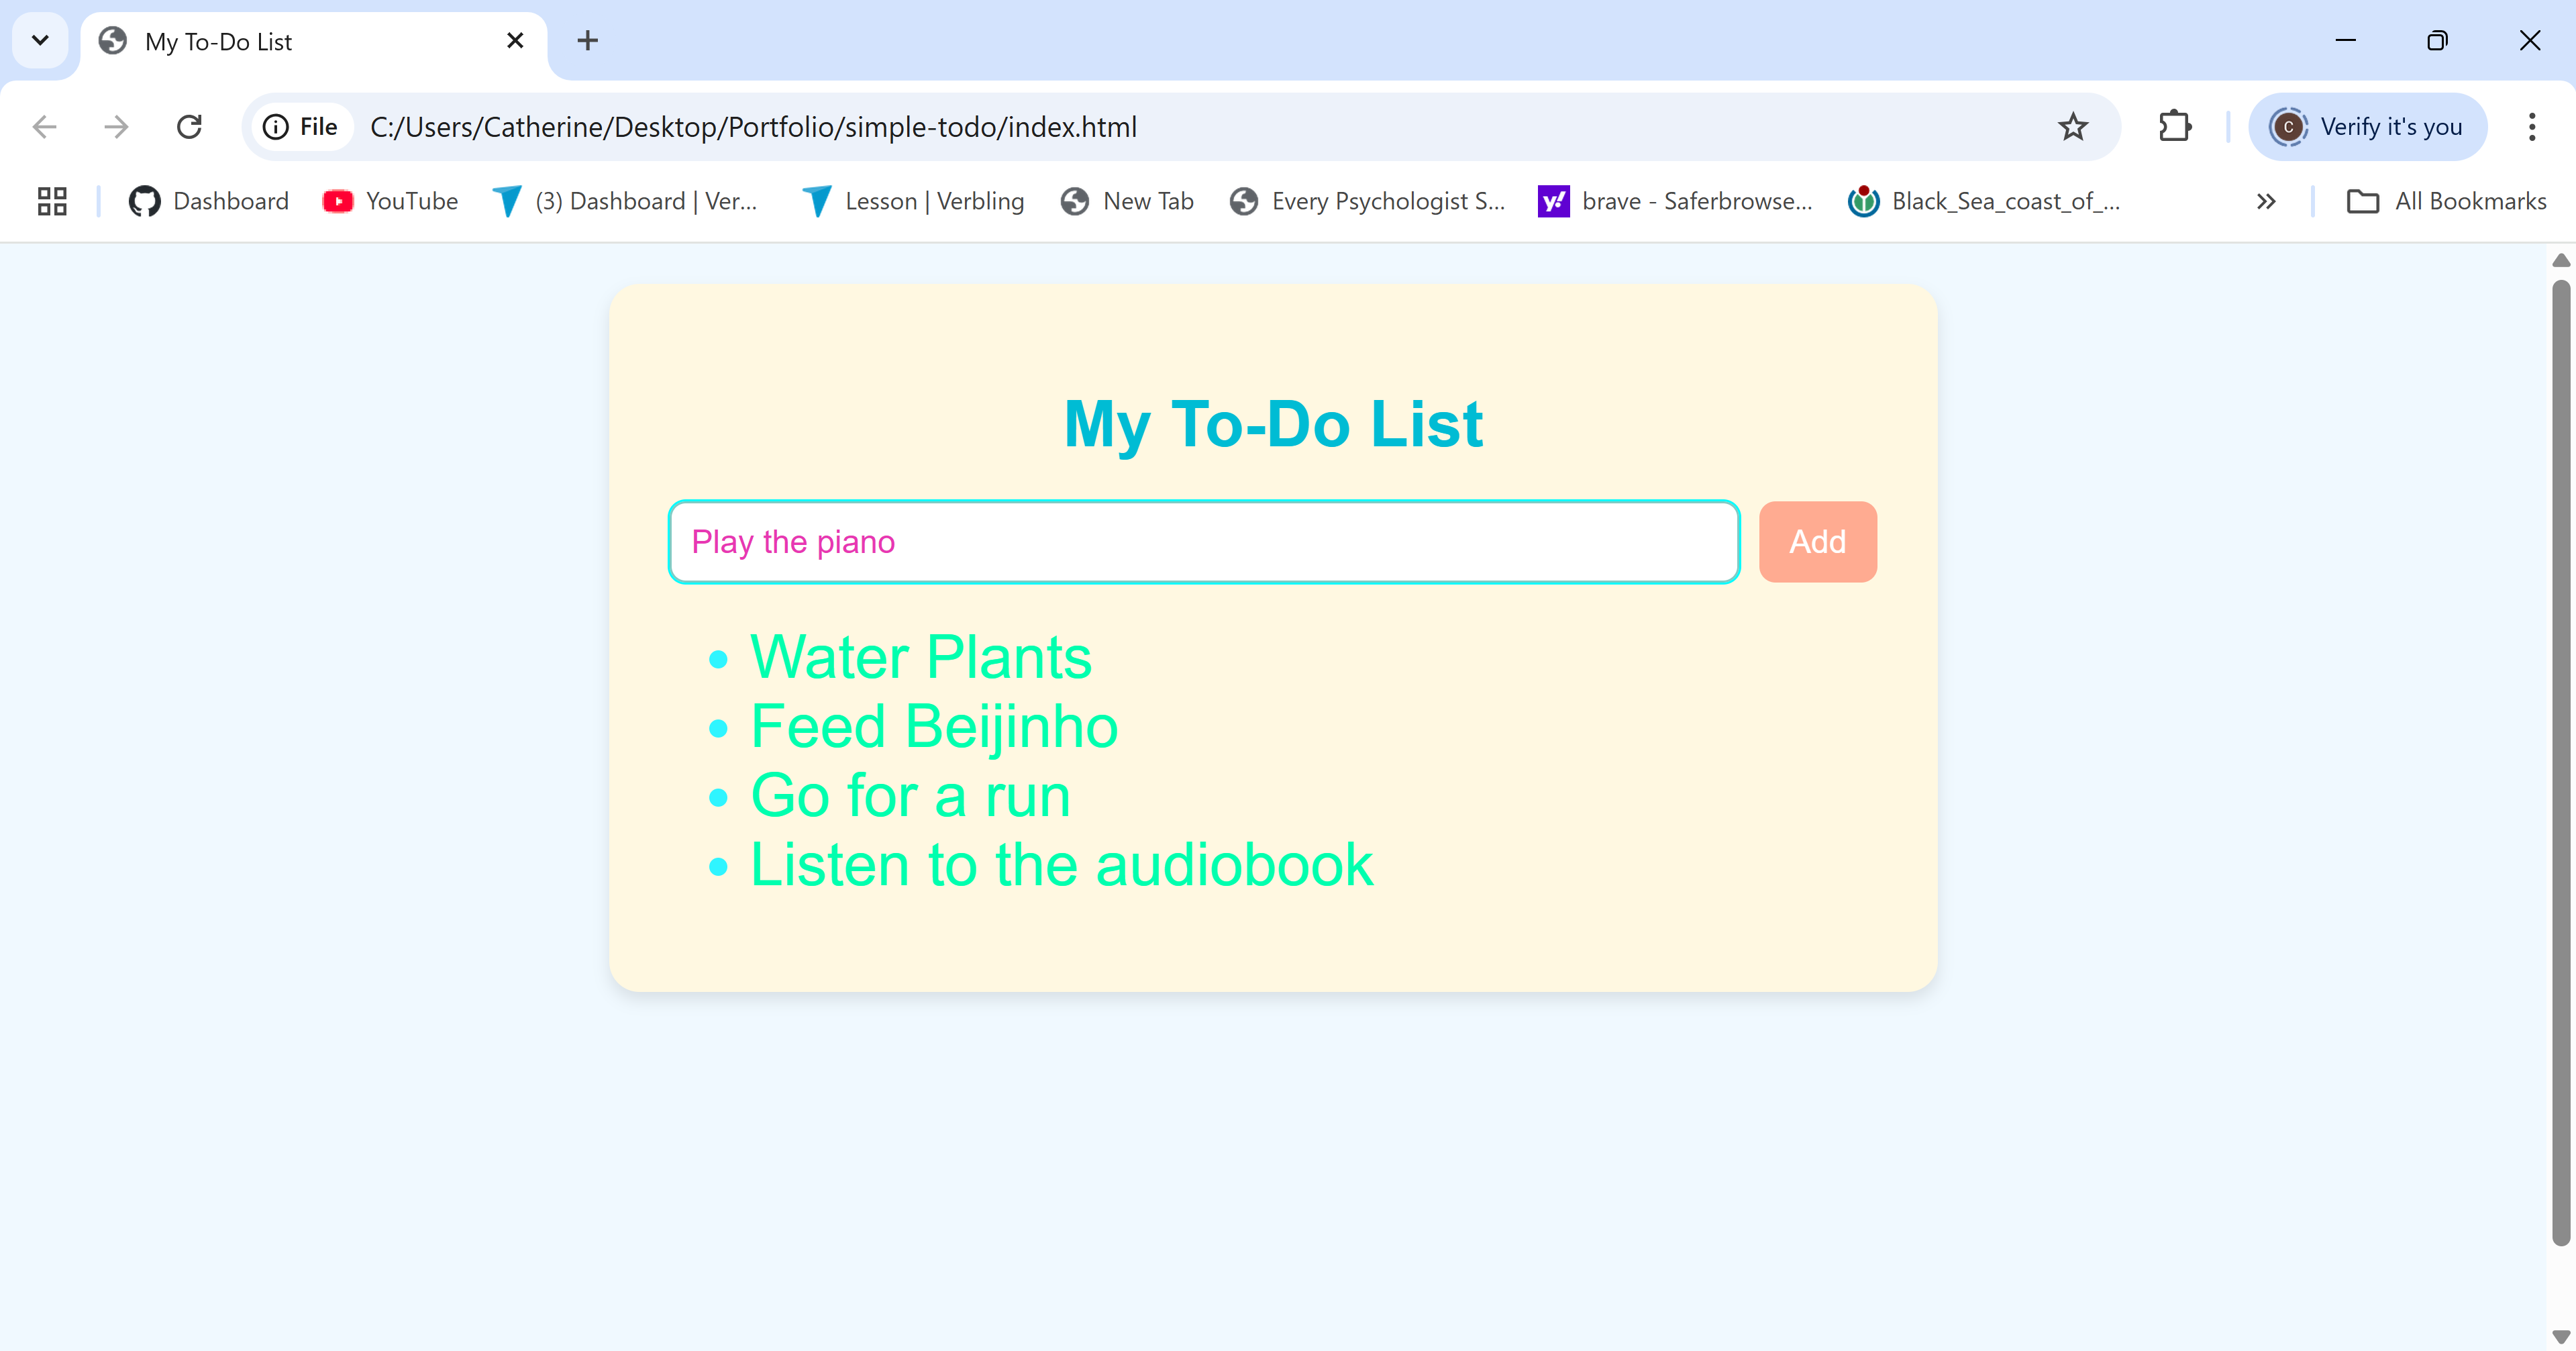 My To-Do List
File C:/Users/Catherine/Desktop/Portfolio/simple-todo/index.html C Verify it's you
Dashboard YouTube (3) Dashboard | Ver... Lesson | Verbling New Tab Every Psychologist S... y! brave - Saferbrowse... Black_Sea_coast_of_... All Bookmarks
My To-Do List
Play the piano Add
Water Plants
Feed Beijinho
Go for a run
Listen to the audiobook